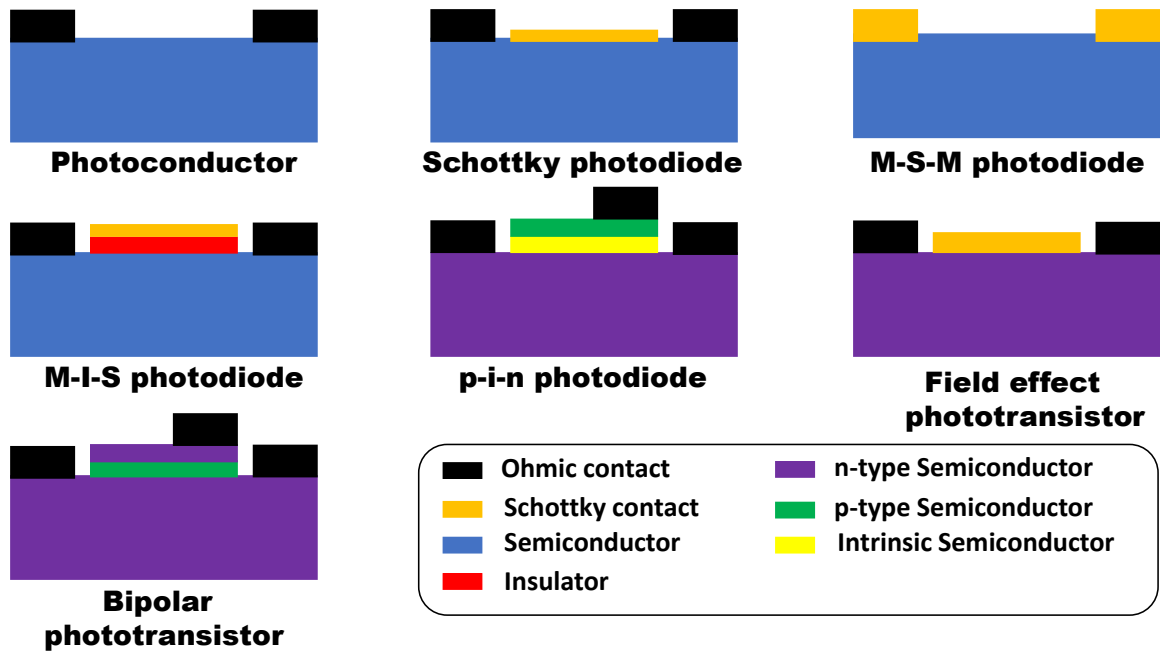 Photoconductor
Schottky photodiode
M-S-M photodiode
M-I-S photodiode
p-i-n photodiode
Field effect
phototransistor
Bipolar
phototransistor
Ohmic contact
Schottky contact
Semiconductor
Insulator
n-type Semiconductor
p-type Semiconductor
Intrinsic Semiconductor